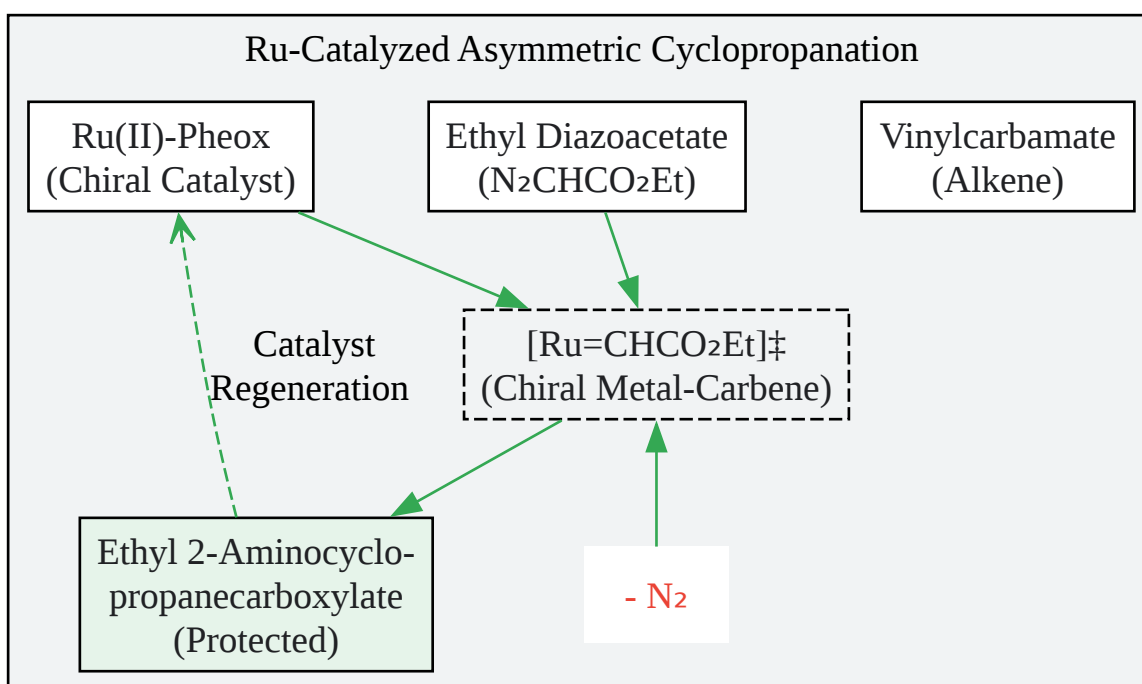 Ru-Catalyzed Asymmetric Cyclopropanation
Ru(II)-Pheox
(Chiral Catalyst)
Ethyl Diazoacetate
(N₂CHCO₂Et)
Vinylcarbamate
(Alkene)
Catalyst
Regeneration
[Ru=CHCO₂Et]‡
(Chiral Metal-Carbene)
Ethyl 2-Aminocyclo-
propanecarboxylate
(Protected)
- N₂